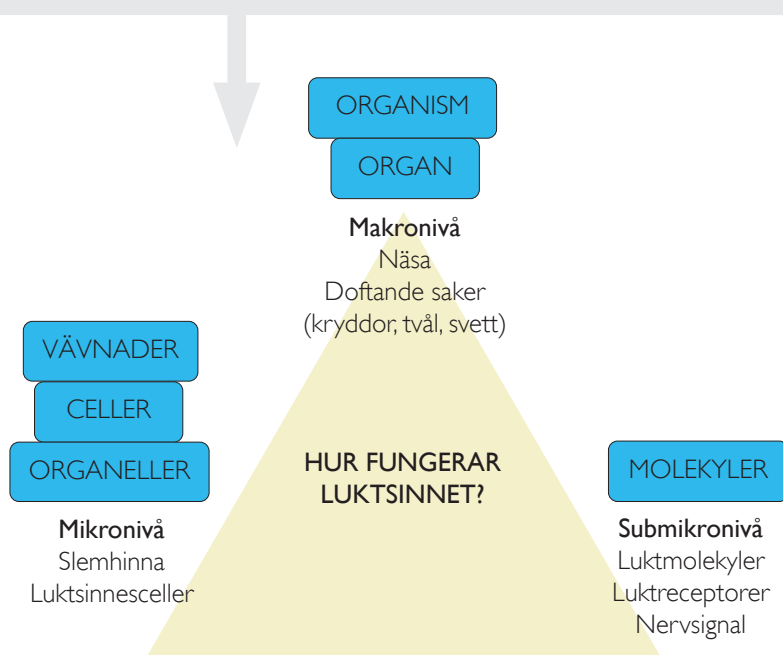 ORGANISM
ORGAN
Makronivå
Näsa
Doftande saker
(kryddor, tvål, svett)
VÄVNADER
CELLER
ORGANELLER
Mikronivå
Slemhinna
Luktsinnesceller
HUR FUNGERAR
LUKTSINNET?
MOLEKYLER
Submikronivå
Luktmolekyler
Luktreceptorer
Nervsignal